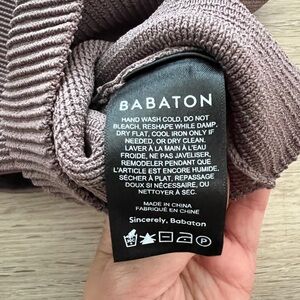 BABATON
HAND WASH COLD, DO NOT
BLEACH, RESHAPE WHILE DAMP,
DRY FLAT, COOL IRON ONLY IF
NEEDED, OR DRY CLEAN.
LAVER À LA MAIN À L'EAU
FROIDE, NE PAS JAVELISER,
REMODELER PENDANT QUE
L'ARTICLE EST ENCORE HUMIDE.
SÉCHER À PLAT, REPASSAGE
DOUX SI NÉCESSAIRE, OU
NETTOYER À SEC.
MADE IN CHINA
FABRIQUÉ EN CHINE
Sincerely, Babaton
P